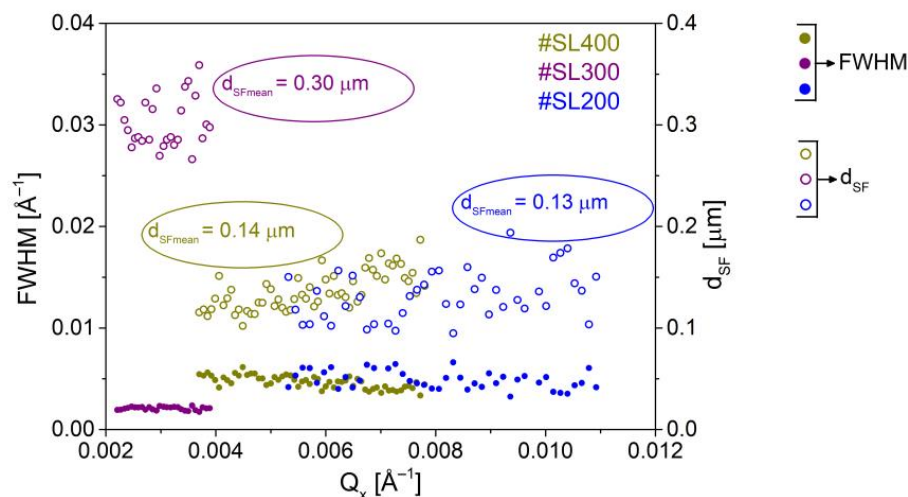 0.04
0.03
0.02
0.01
0.00
FWHM [Å⁻¹]
0.4
0.3
0.2
0.1
0.0
d_SF [μm]
0.002
0.004
0.006
0.008
0.010
0.012
Q_x [Å⁻¹]
#SL400
#SL300
#SL200
d_SFmean = 0.30 μm
d_SFmean = 0.14 μm
d_SFmean = 0.13 μm
FWHM
d_SF